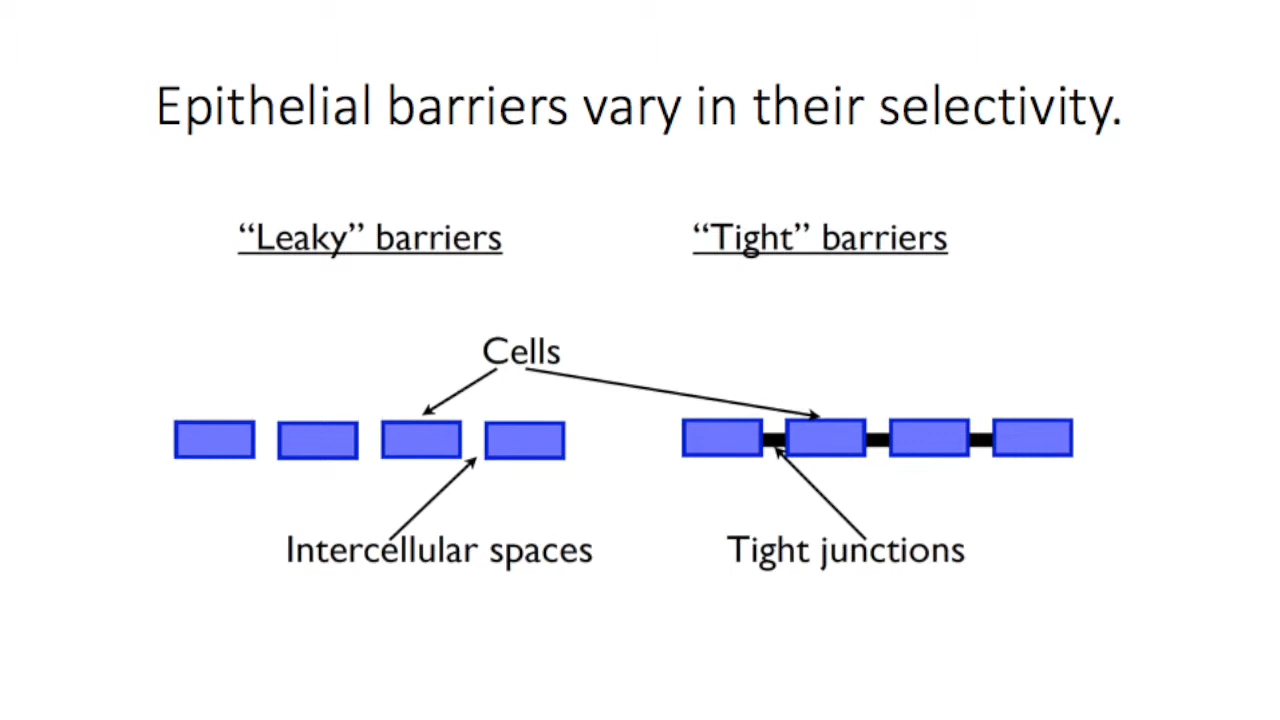 Epithelial barriers vary in their selectivity.
“Leaky” barriers
“Tight” barriers
Cells
Intercellular spaces
Tight junctions